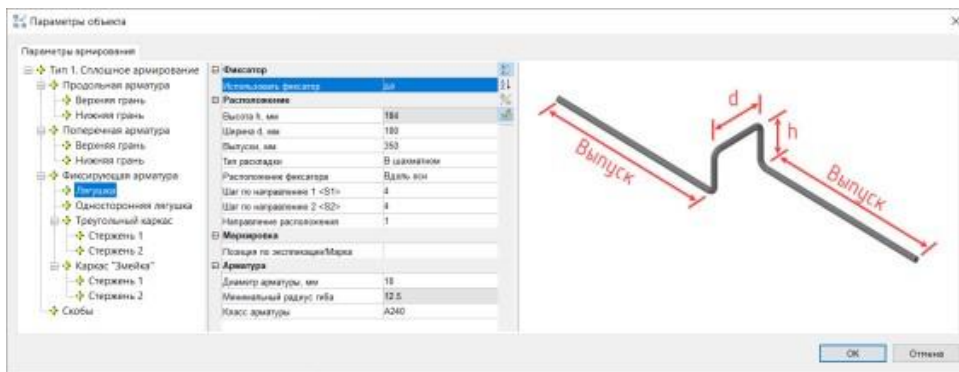 Параметры объекта
Параметры армирования
Тип 1. Сплошное армирование
Продольная арматура
Верхняя грань
Нижняя грань
Поперечная арматура
Верхняя грань
Нижняя грань
Фиксирующая арматура
Лягушка
Односторонняя лягушка
Треугольный каркас
Стержень 1
Стержень 2
Каркас "Змейка"
Стержень 1
Стержень 2
Скобы
Фиксатор
Использовать фиксатор Да
Расположение
Высота h, мм 184
Ширина d, мм 100
Выпуски, мм 350
Тип раскладки В шахматном
Расположение фиксатора Вдоль оси
Шаг по направлению 1 <S1> 4
Шаг по направлению 2 <S2> 4
Направление расположения 1
Маркировка
Позиция по экспликации/Марка
Арматура
Диаметр арматуры, мм 10
Минимальный радиус гиба 12.5
Класс арматуры A240
d
h
Выпуск
Выпуск
OK Отмена